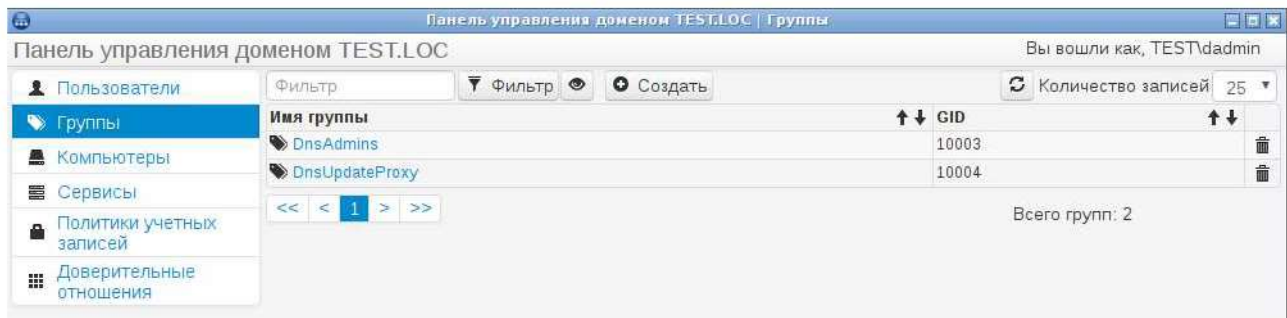 Панель управления доменом TEST.LOC | Группы
Панель управления доменом TEST.LOC
Вы вошли как, TEST\dadmin
Пользователи
Группы
Компьютеры
Сервисы
Политики учетных
записей
Доверительные
отношения
Фильтр Фильтр Создать Количество записей 25
Имя группы GID
DnsAdmins 10003
DnsUpdateProxy 10004
<< < 1 > >>
Всего групп: 2